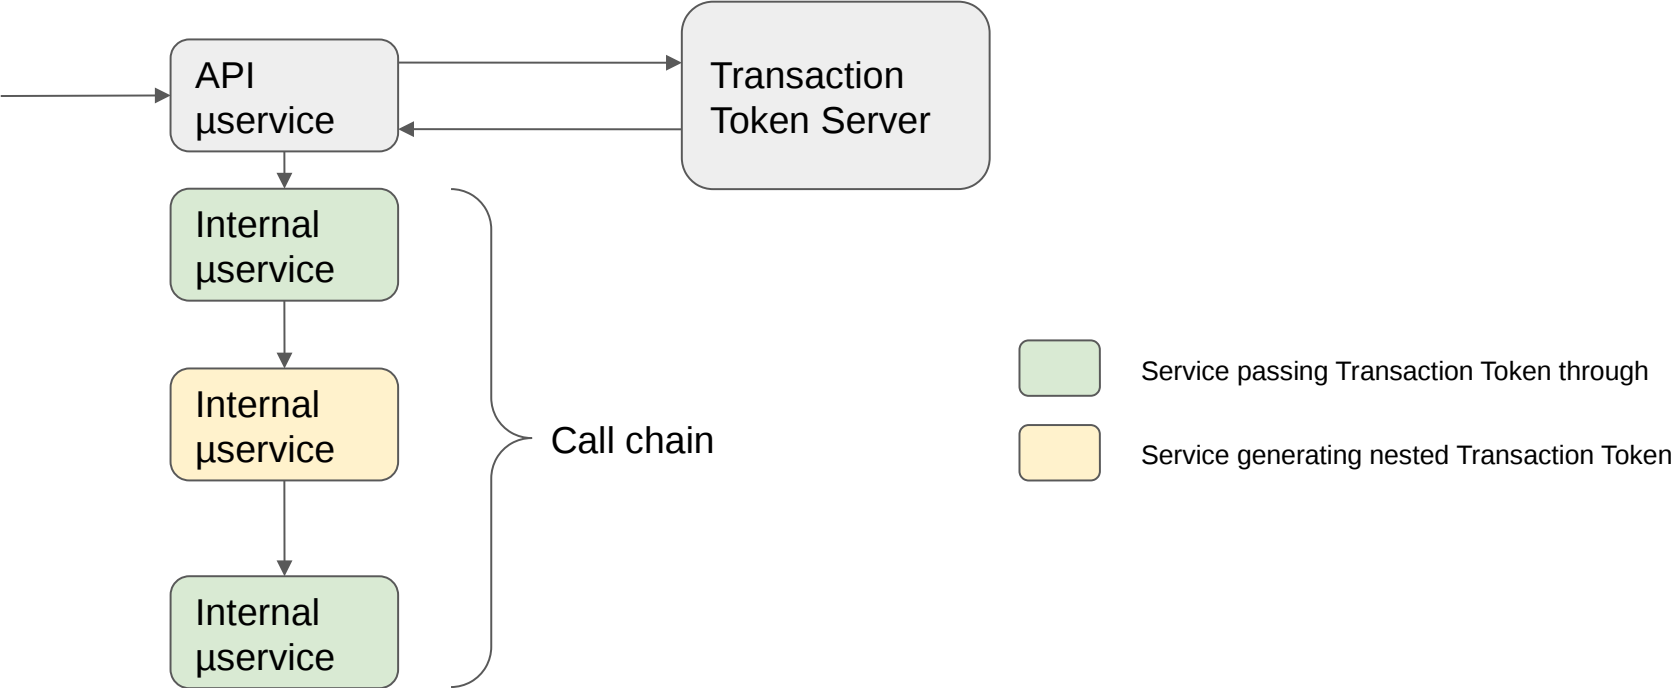 API
µservice
Transaction
Token Server
Internal
µservice
Internal
µservice
Call chain
Internal
µservice
Service passing Transaction Token through
Service generating nested Transaction Token